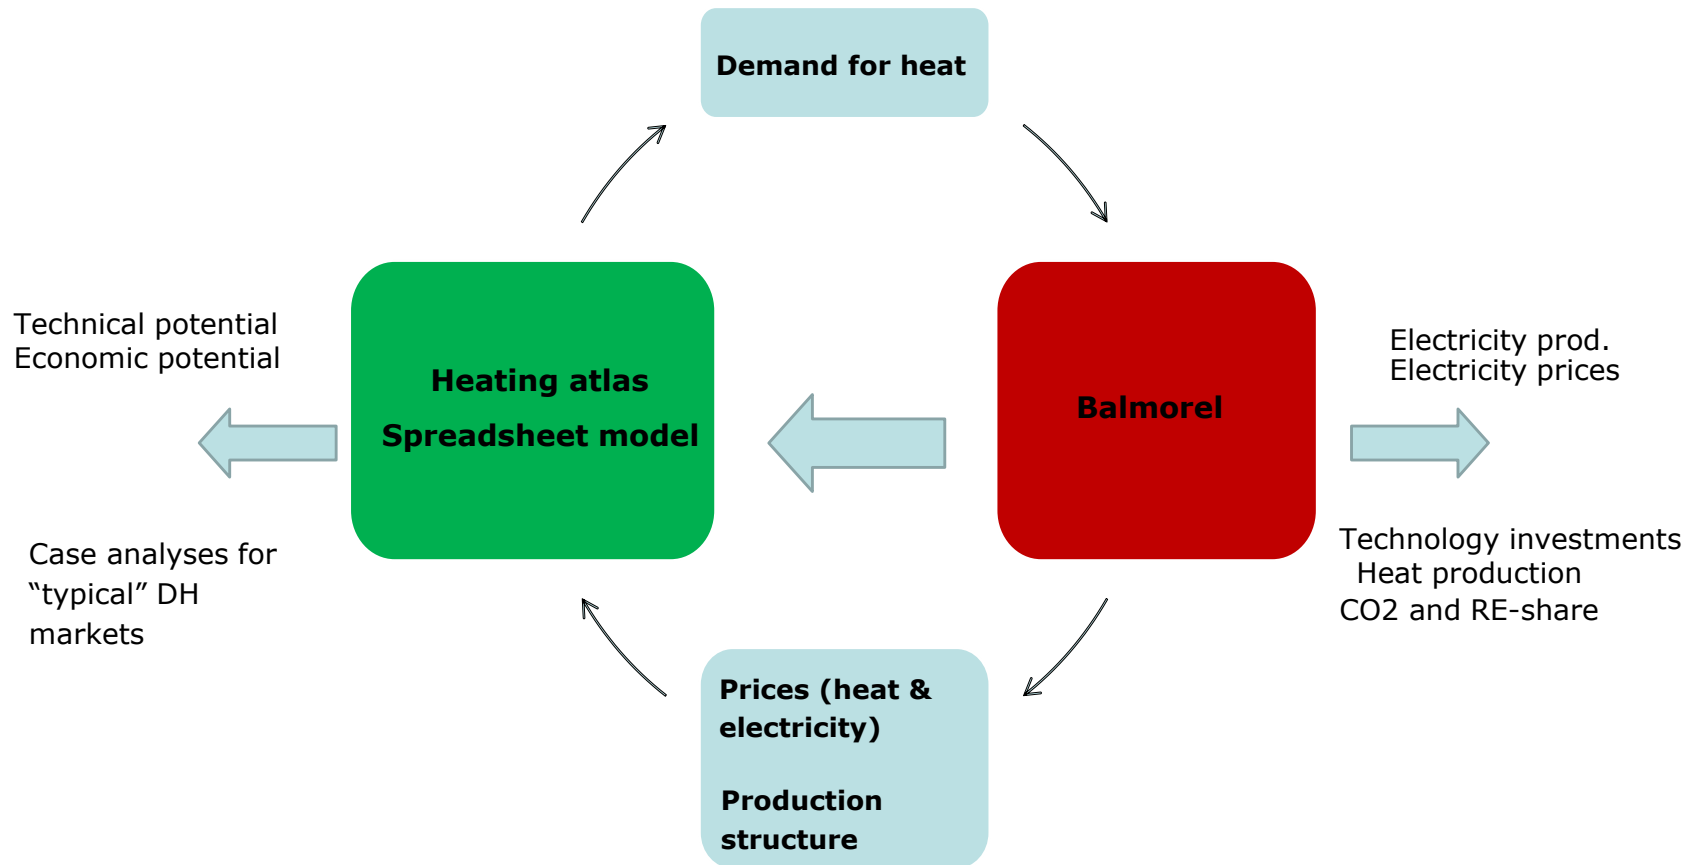 Demand for heat
Technical potential
Economic potential
Heating atlas
Spreadsheet model
Balmorel
Electricity prod.
Electricity prices
Case analyses for
“typical” DH
markets
Technology investments
Heat production
CO2 and RE-share
Prices (heat &
electricity)
Production
structure